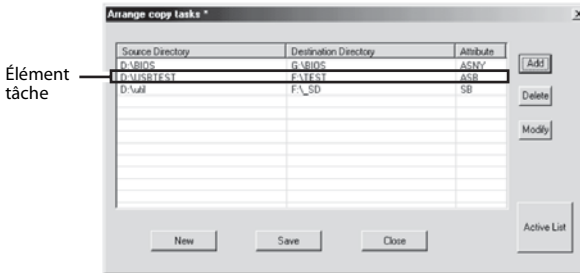 Arrange copy tasks *
Source Directory Destination Directory Attribute
D:\BIOS G:\BIOS ASNY
D:\USBTEST F:\TEST ASB
D:\util F:\_SD SB
Élément
tâche
Add
Delete
Modify
Active List
New Save Close